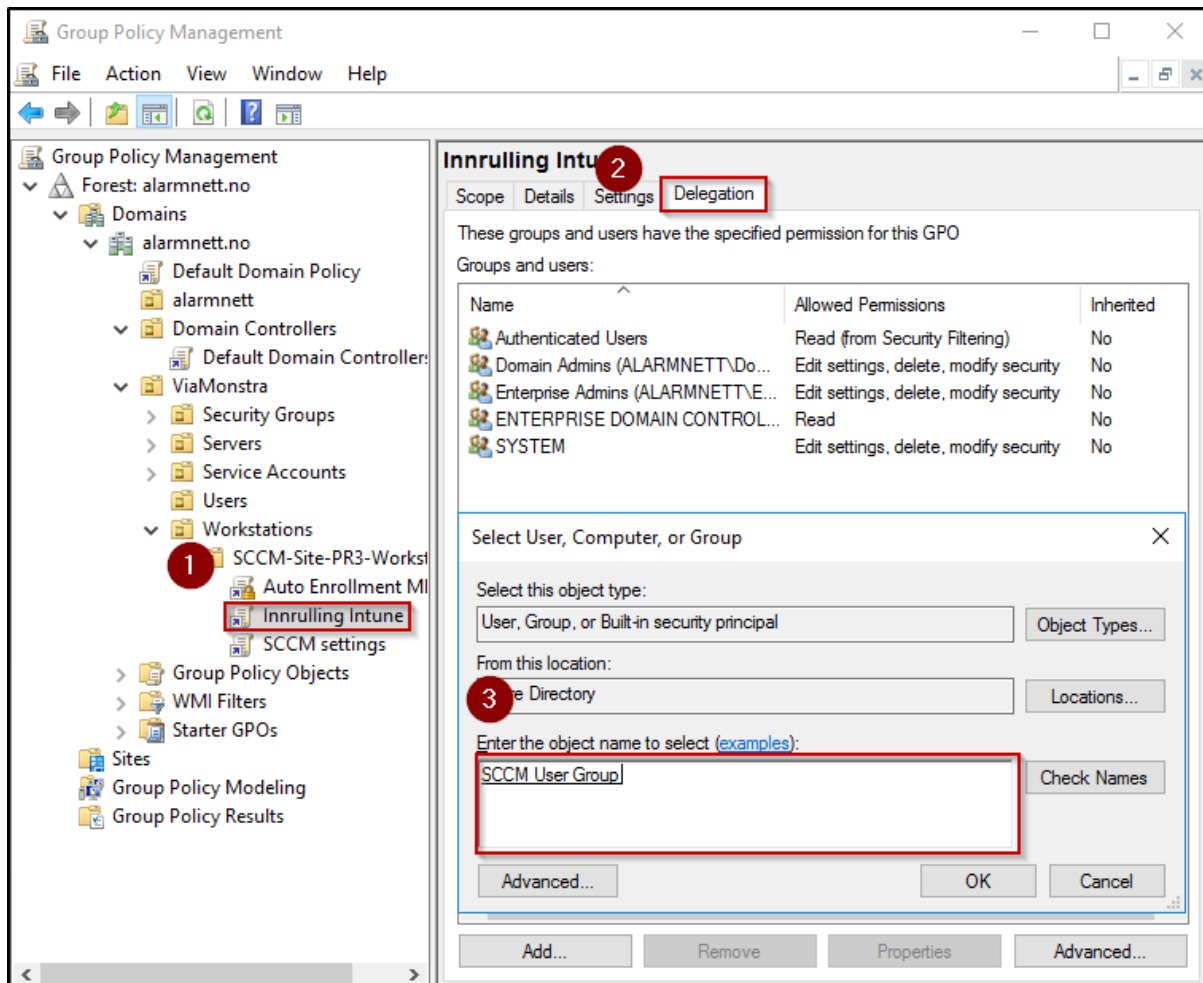 Group Policy Management
File Action View Window Help
Group Policy Management
Forest: alarmnett.no
Domains
alarmnett.no
Default Domain Policy
alarmnett
Domain Controllers
Default Domain Controller
ViaMonstra
Security Groups
Servers
Service Accounts
Users
Workstations
1
SCCM-Site-PR3-Workst
Auto Enrollment MI
Innrulling Intune
SCCM settings
Group Policy Objects
WMI Filters
Starter GPOs
Sites
Group Policy Modeling
Group Policy Results
Innrulling Intu
2
Scope Details Settings Delegation
These groups and users have the specified permission for this GPO
Groups and users:
Name Allowed Permissions Inherited
Authenticated Users Read (from Security Filtering) No
Domain Admins (ALARMNETT\Do... Edit settings, delete, modify security No
Enterprise Admins (ALARMNETT\E... Edit settings, delete, modify security No
ENTERPRISE DOMAIN CONTROL... Read No
SYSTEM Edit settings, delete, modify security No
Select User, Computer, or Group
Select this object type:
User, Group, or Built-in security principal Object Types...
From this location:
3
re Directory Locations...
Enter the object name to select (examples):
SCCM User Group Check Names
Advanced... OK Cancel
Add... Remove Properties Advanced...